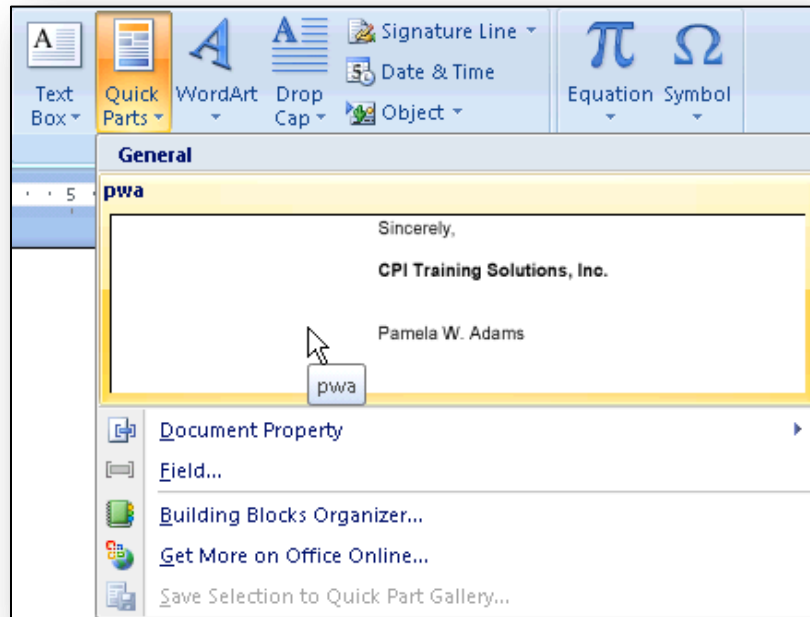 A
Text Box
Quick Parts
WordArt
A
Drop Cap
Signature Line
Date & Time
Object
π
Equation
Ω
Symbol
General
5
pwa
Sincerely,
CPI Training Solutions, Inc.
Pamela W. Adams
pwa
Document Property
Field...
Building Blocks Organizer...
Get More on Office Online...
Save Selection to Quick Part Gallery...